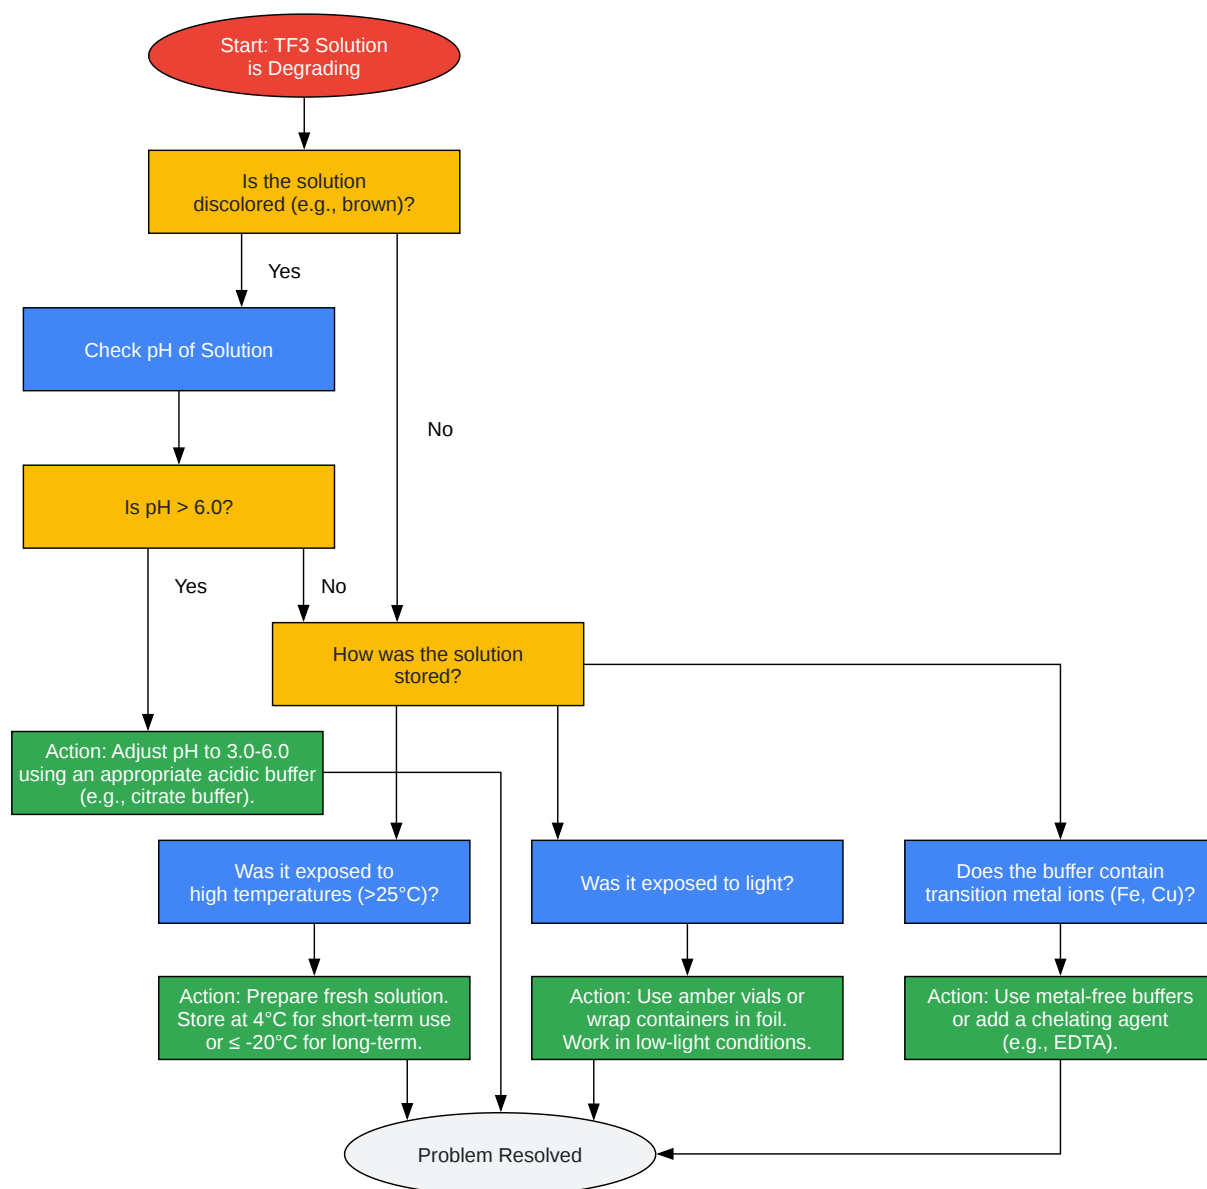 Start: TF3 Solution
is Degrading
Is the solution
discolored (e.g., brown)?
Yes
Check pH of Solution
No
Is pH > 6.0?
Yes
No
How was the solution
stored?
Action: Adjust pH to 3.0-6.0
using an appropriate acidic buffer
(e.g., citrate buffer).
Was it exposed to
high temperatures (>25°C)?
Was it exposed to light?
Does the buffer contain
transition metal ions (Fe, Cu)?
Action: Prepare fresh solution.
Store at 4°C for short-term use
or ≤ -20°C for long-term.
Action: Use amber vials or
wrap containers in foil.
Work in low-light conditions.
Action: Use metal-free buffers
or add a chelating agent
(e.g., EDTA).
Problem Resolved